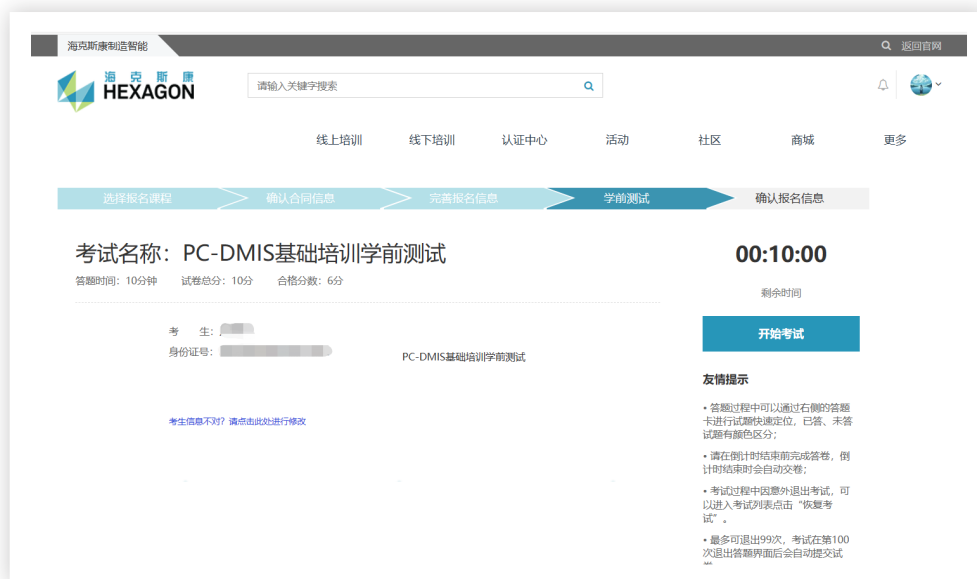 海克斯康制造智能
返回官网
海克斯康
HEXAGON
请输入关键字搜索
线上培训 线下培训 认证中心 活动 社区 商城 更多
选择报名课程 确认合同信息 完善报名信息 学前测试 确认报名信息
考试名称：PC-DMIS基础培训学前测试
答题时间：10分钟 试卷总分：10分 合格分数：6分
考 生：
身份证号：
PC-DMIS基础培训学前测试
考生信息不对？请点击此处进行修改
00:10:00
剩余时间
开始考试
友情提示
• 答题过程中可以通过右侧的答题
卡进行试题快速定位，已答、未答
试题有颜色区分；
• 请在倒计时结束前完成答卷，倒
计时结束时会自动交卷；
• 考试过程中因意外退出考试，可
以进入考试列表点击“恢复考
试”。
• 最多可退出99次，考试在第100
次退出答题界面后会自动提交试